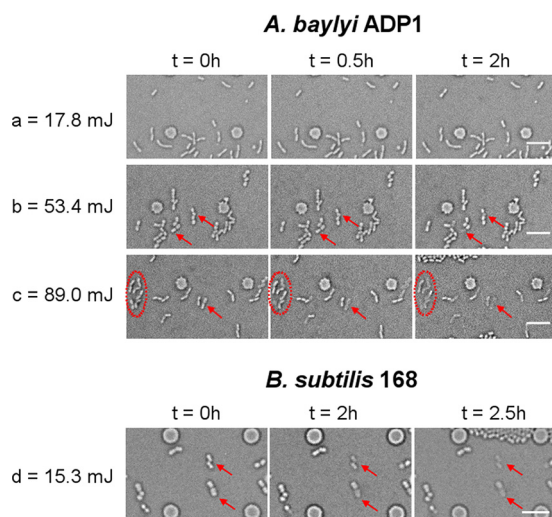 A. baylyi ADP1
t = 0h t = 0.5h t = 2h
a = 17.8 mJ
b = 53.4 mJ
c = 89.0 mJ
B. subtilis 168
t = 0h t = 2h t = 2.5h
d = 15.3 mJ